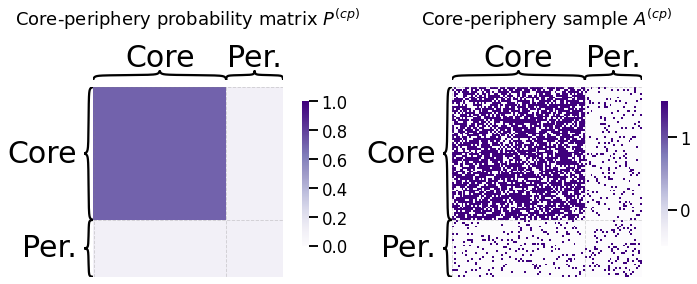 Core-periphery probability matrix P^(cp)
Core Per.
Core
Per.
1.0
0.8
0.6
0.4
0.2
0.0
Core-periphery sample A^(cp)
Core Per.
Core
Per.
1
0